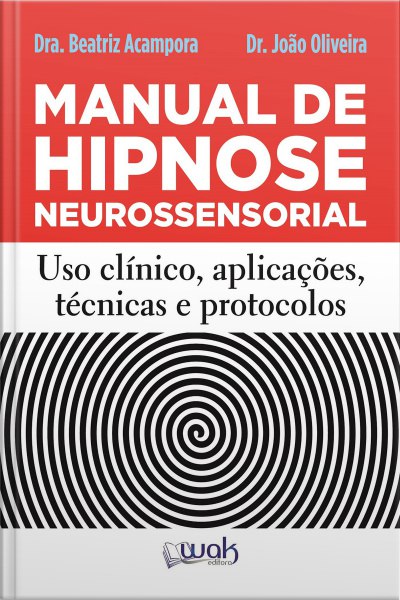 Dra. Beatriz Acampora Dr. João Oliveira
MANUAL DE
HIPNOSE
NEUROSSENSORIAL
Uso clínico, aplicações,
técnicas e protocolos
wak
editora